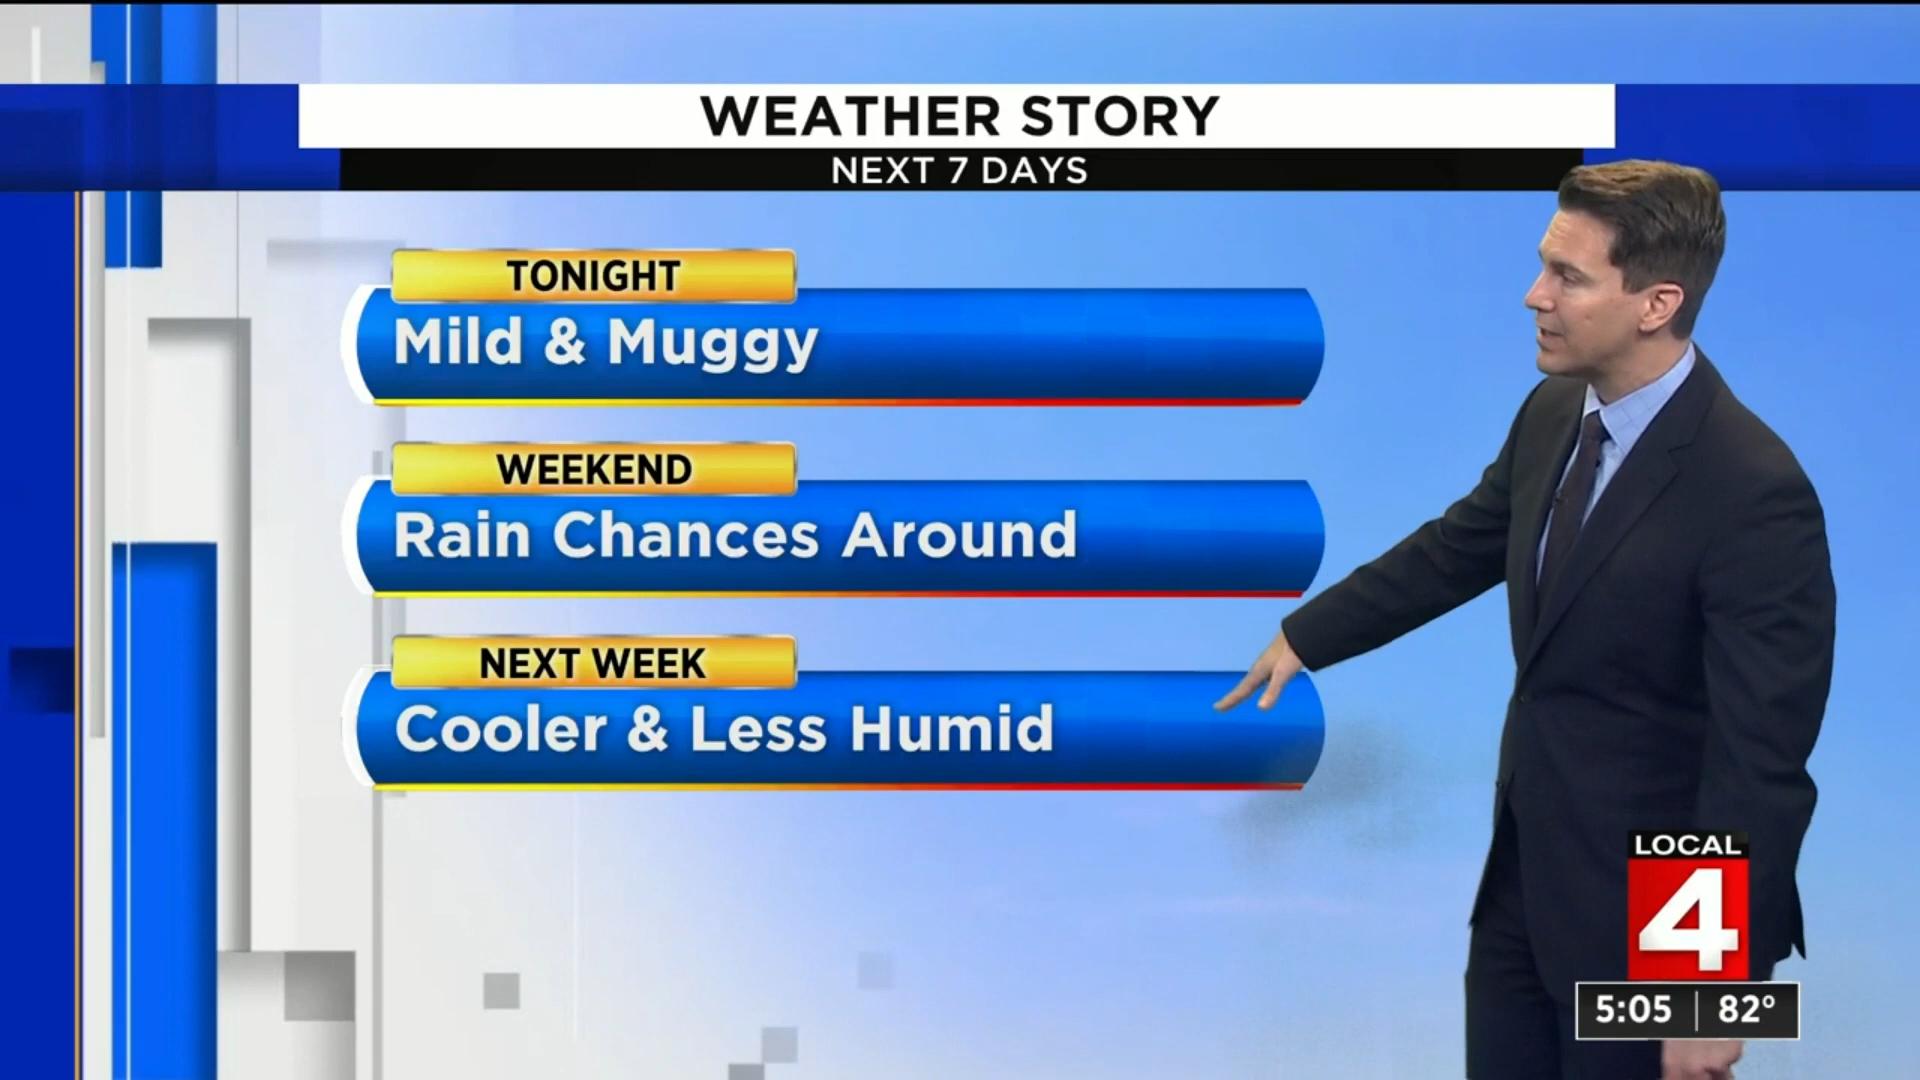 WEATHER STORY
NEXT 7 DAYS
TONIGHT
Mild & Muggy
WEEKEND
Rain Chances Around
NEXT WEEK
Cooler & Less Humid
LOCAL
4
5:05 82°